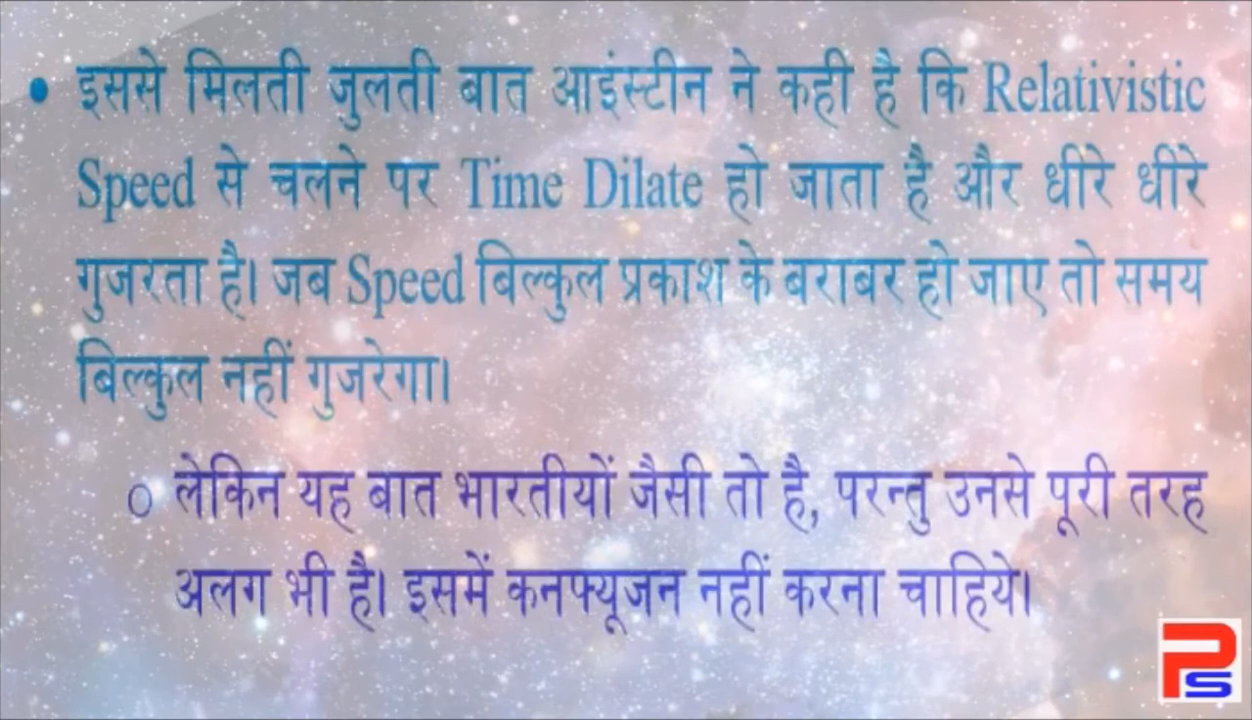 • इससे मिलती जुलती बात आइंस्टीन ने कही है कि Relativistic
Speed से चलने पर Time Dilate हो जाता है और धीरे धीरे
गुजरता है। जब Speed बिल्कुल प्रकाश के बराबर हो जाए तो समय
बिल्कुल नहीं गुजरेगा।
o लेकिन यह बात भारतीयों जैसी तो है, परन्तु उनसे पूरी तरह
अलग भी है। इसमें कनफ्यूजन नहीं करना चाहिये।
PS